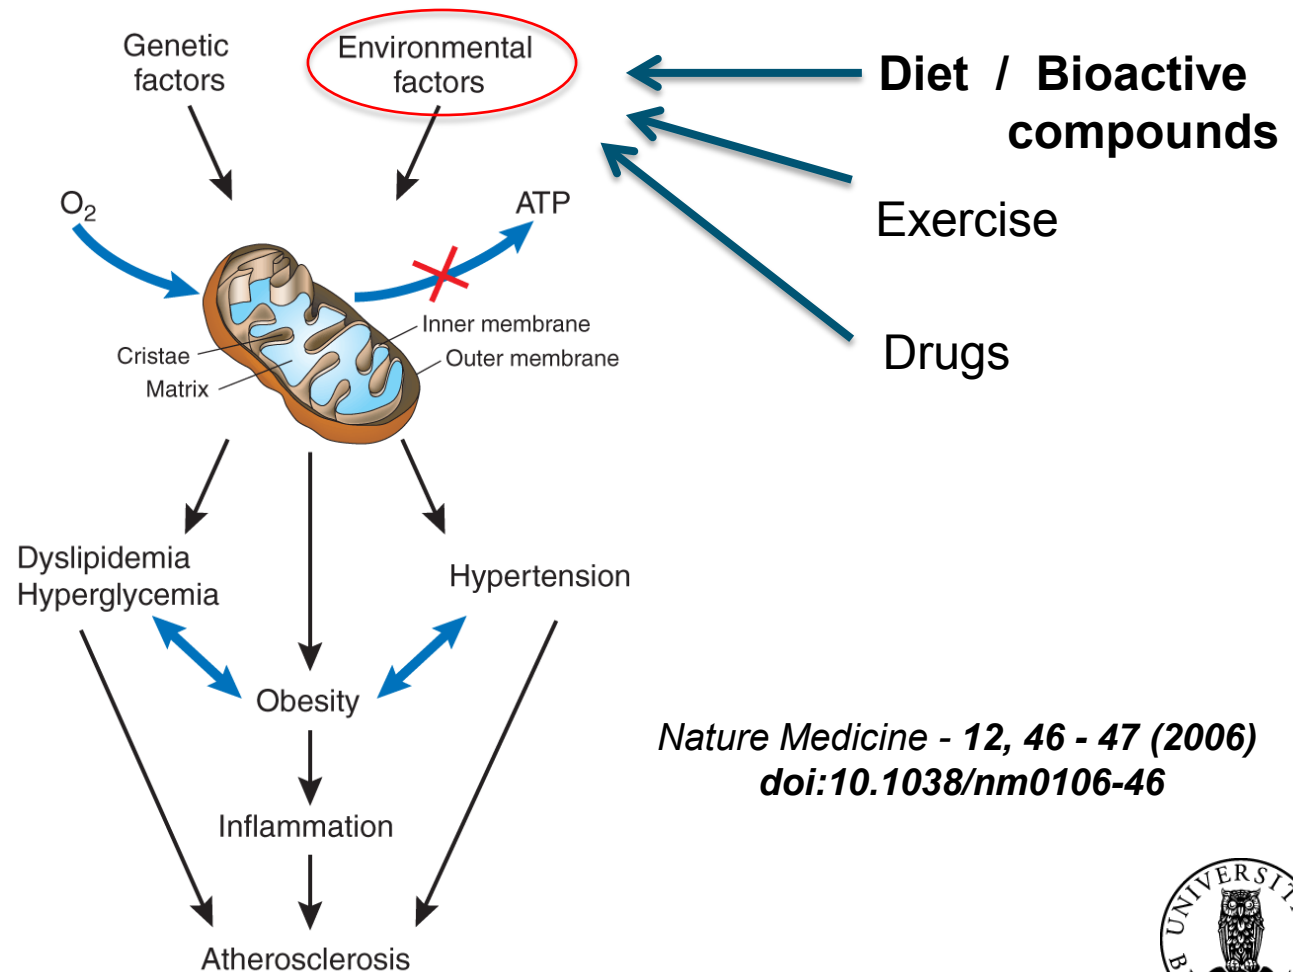 Genetic
factors
Environmental
factors
Diet / Bioactive
compounds
Exercise
Drugs
O₂
ATP
Inner membrane
Outer membrane
Cristae
Matrix
Dyslipidemia
Hyperglycemia
Hypertension
Obesity
Inflammation
Atherosclerosis
Nature Medicine - 12, 46 - 47 (2006)
doi:10.1038/nm0106-46